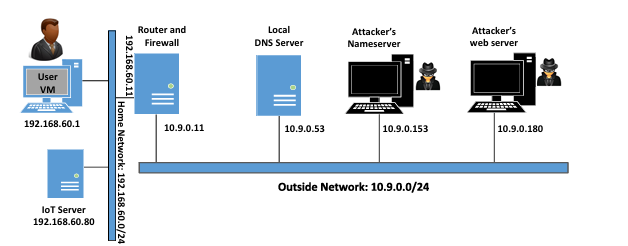 Router and
Firewall
Local
DNS Server
Attacker's
Nameserver
Attacker's
web server
User
VM
192.168.60.1
192.168.60.11
10.9.0.11
10.9.0.53
10.9.0.153
10.9.0.180
Home Network: 192.168.60.0/24
Outside Network: 10.9.0.0/24
IoT Server
192.168.60.80